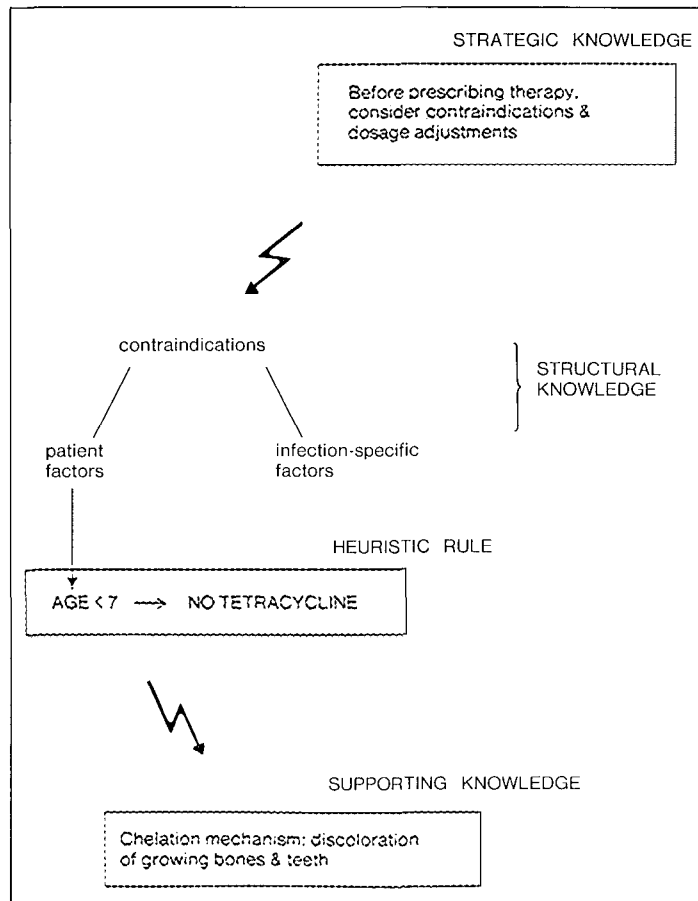 STRATEGIC KNOWLEDGE
Before prescribing therapy,
consider contraindications &
dosage adjustments
contraindications
STRUCTURAL
KNOWLEDGE
patient
factors
infection-specific
factors
HEURISTIC RULE
AGE < 7 → NO TETRACYCLINE
SUPPORTING KNOWLEDGE
Chelation mechanism: discoloration
of growing bones & teeth